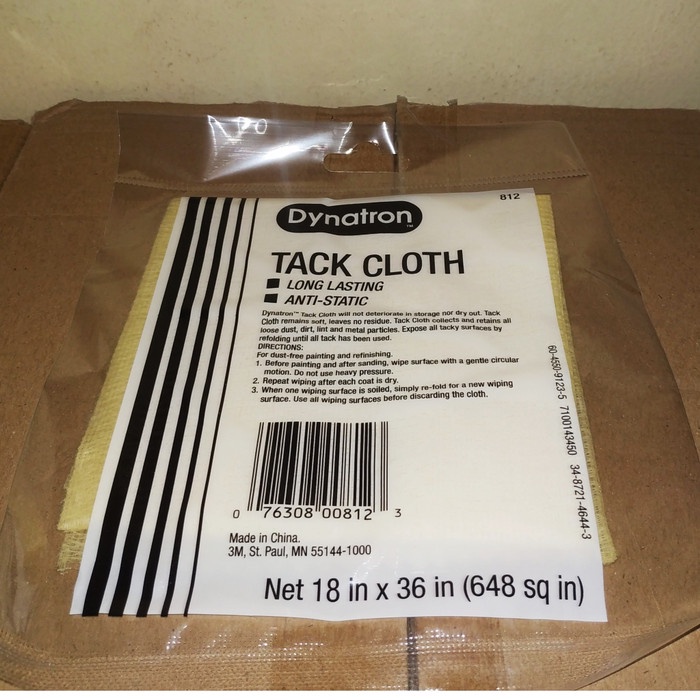 812
Dynatron™
TACK CLOTH
LONG LASTING
ANTI-STATIC
Dynatron™ Tack Cloth will not deteriorate in storage nor dry out. Tack
Cloth remains soft, leaves no residue. Tack Cloth collects and retains all
loose dust, dirt, lint and metal particles. Expose all tacky surfaces by
refolding until all tack has been used.
DIRECTIONS:
For dust-free painting and refinishing.
1. Before painting and after sanding, wipe surface with a gentle circular
motion. Do not use heavy pressure.
2. Repeat wiping after each coat is dry.
3. When one wiping surface is soiled, simply re-fold for a new wiping
surface. Use all wiping surfaces before discarding the cloth.
60-4550-9123-5 7100143450 34-8721-4644-3
0 76308 00812 3
Made in China.
3M, St. Paul, MN 55144-1000
Net 18 in x 36 in (648 sq in)